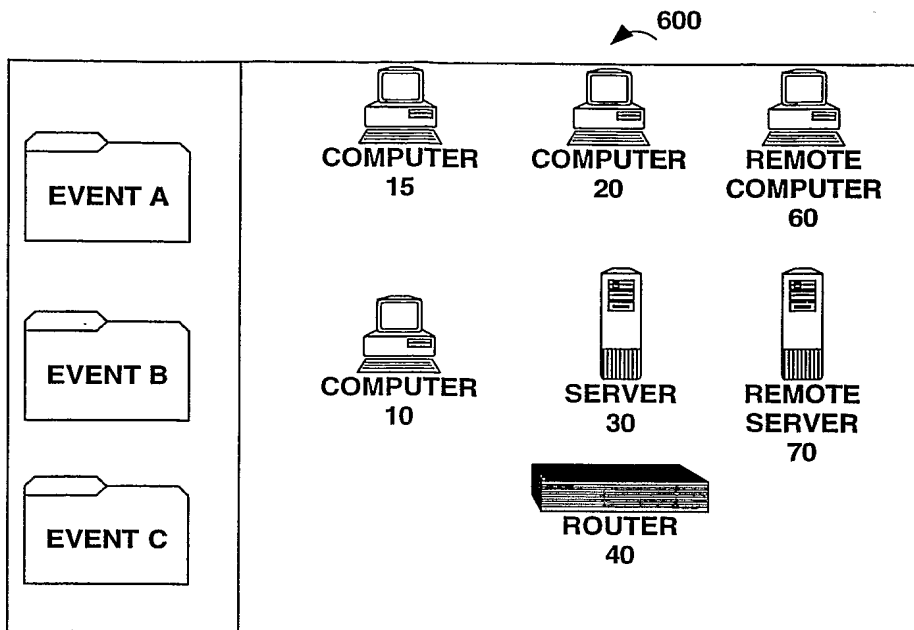 600
EVENT A
EVENT B
EVENT C
COMPUTER
15
COMPUTER
20
REMOTE
COMPUTER
60
COMPUTER
10
SERVER
30
REMOTE
SERVER
70
ROUTER
40